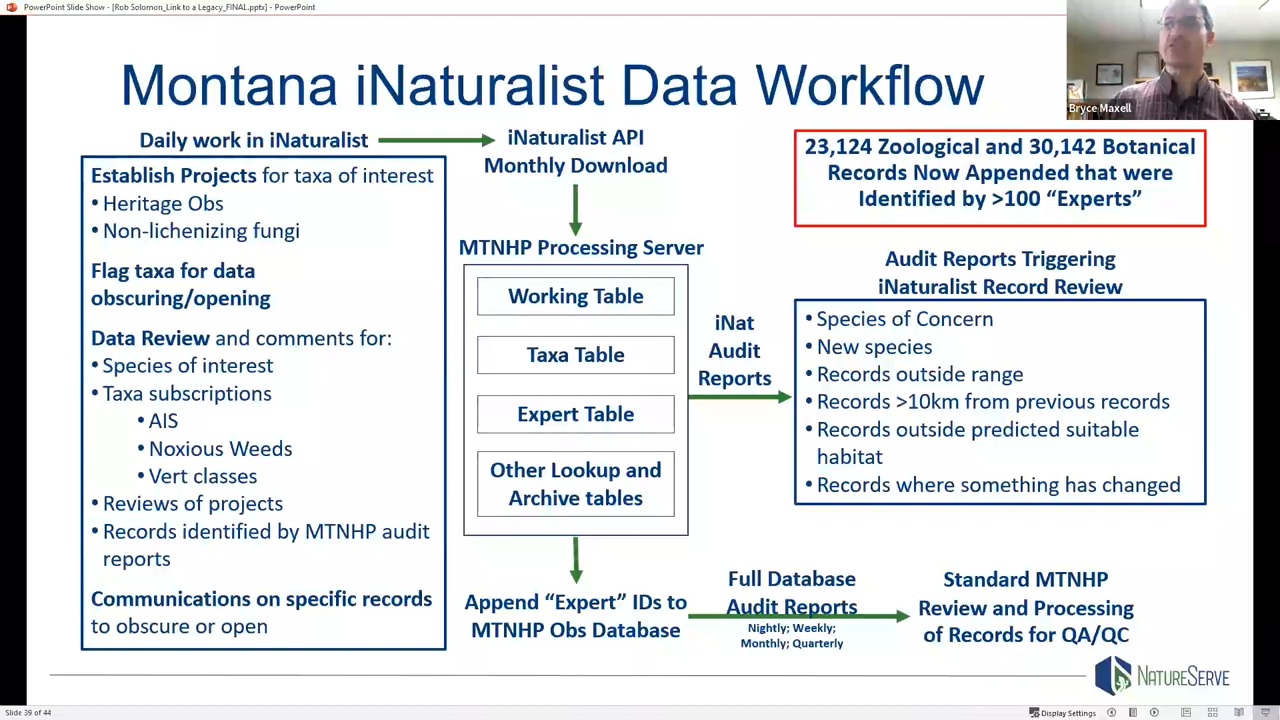 PowerPoint Slide Show - [Rob Solomon_Link to a Legacy_FINAL.pptx] - PowerPoint
Bryce Maxell
Montana iNaturalist Data Workflow
Daily work in iNaturalist
Establish Projects for taxa of interest
• Heritage Obs
• Non-lichenizing fungi
Flag taxa for data
obscuring/opening
Data Review and comments for:
• Species of interest
• Taxa subscriptions
• AIS
• Noxious Weeds
• Vert classes
• Reviews of projects
• Records identified by MTNHP audit
reports
Communications on specific records
to obscure or open
iNaturalist API
Monthly Download
MTNHP Processing Server
Working Table
Taxa Table
Expert Table
Other Lookup and
Archive tables
Append “Expert” IDs to
MTNHP Obs Database
iNat
Audit
Reports
23,124 Zoological and 30,142 Botanical
Records Now Appended that were
Identified by >100 “Experts”
Audit Reports Triggering
iNaturalist Record Review
• Species of Concern
• New species
• Records outside range
• Records >10km from previous records
• Records outside predicted suitable
habitat
• Records where something has changed
Full Database
Audit Reports
Nightly; Weekly;
Monthly; Quarterly
Standard MTNHP
Review and Processing
of Records for QA/QC
NATURESERVE
Slide 39 of 44
Display Settings